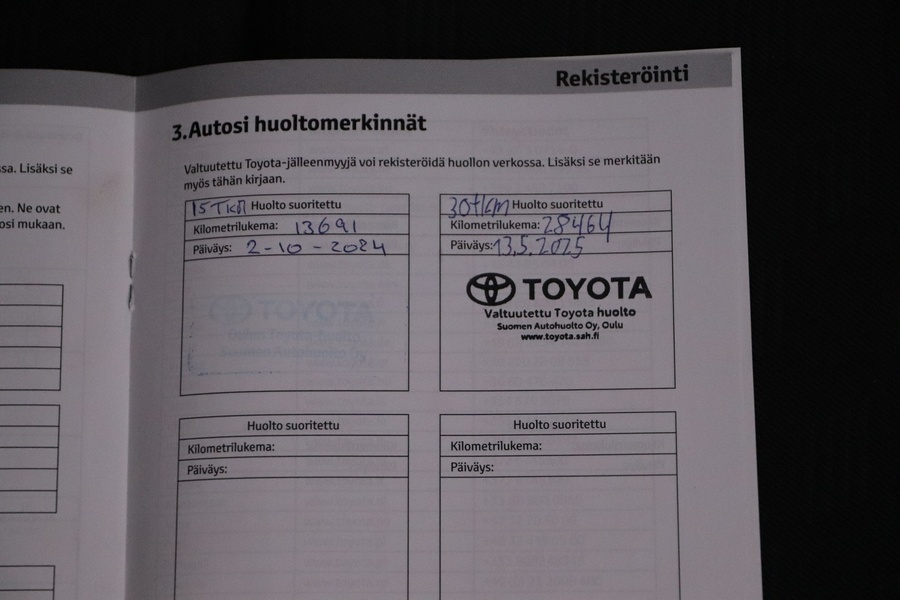 Rekisteröinti
3.Autosi huoltomerkinnät
ssa. Lisäksi se
en. Ne ovat
osi mukaan.
Valtuutettu Toyota-jälleenmyyjä voi rekisteröidä huollon verkossa. Lisäksi se merkitään
myös tähän kirjaan.
15 TKM Huolto suoritettu
Kilometrilukema: 13691
Päiväys: 2-10-2024
TOYOTA
30tkm Huolto suoritettu
Kilometrilukema: 28464
Päiväys: 13.5.2025
TOYOTA
Valtuutettu Toyota huolto
Suomen Autohuolto Oy, Oulu
www.toyota.sah.fi
Huolto suoritettu
Kilometrilukema:
Päiväys:
Huolto suoritettu
Kilometrilukema:
Päiväys: